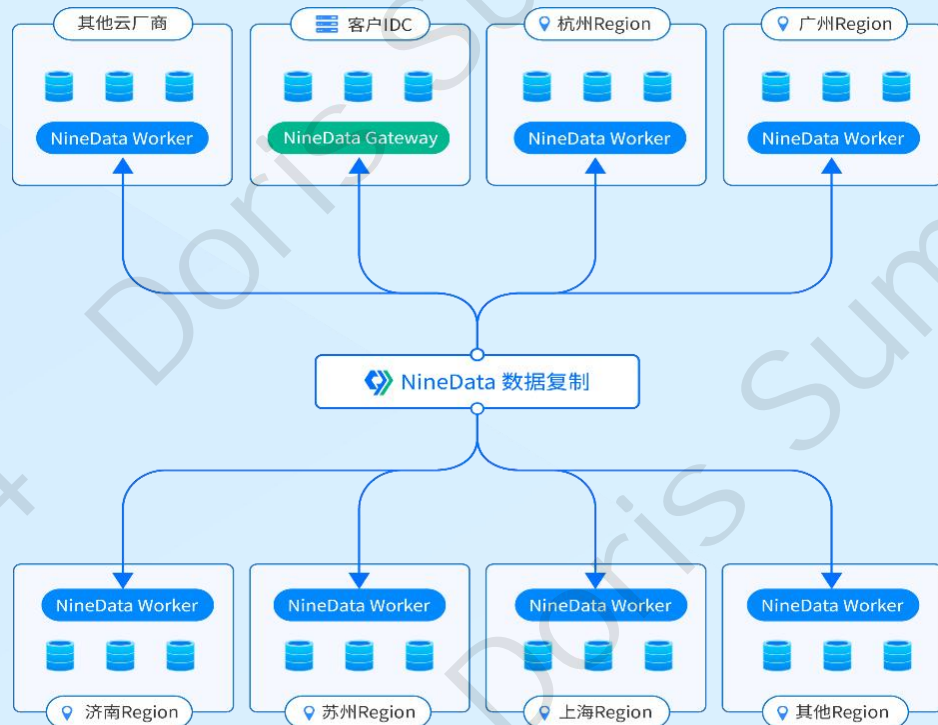 其他云厂商
客户IDC
杭州Region
广州Region
NineData Worker
NineData Gateway
NineData Worker
NineData Worker
NineData 数据复制
NineData Worker
NineData Worker
NineData Worker
NineData Worker
济南Region
苏州Region
上海Region
其他Region
Doris Sum
Doris Sum